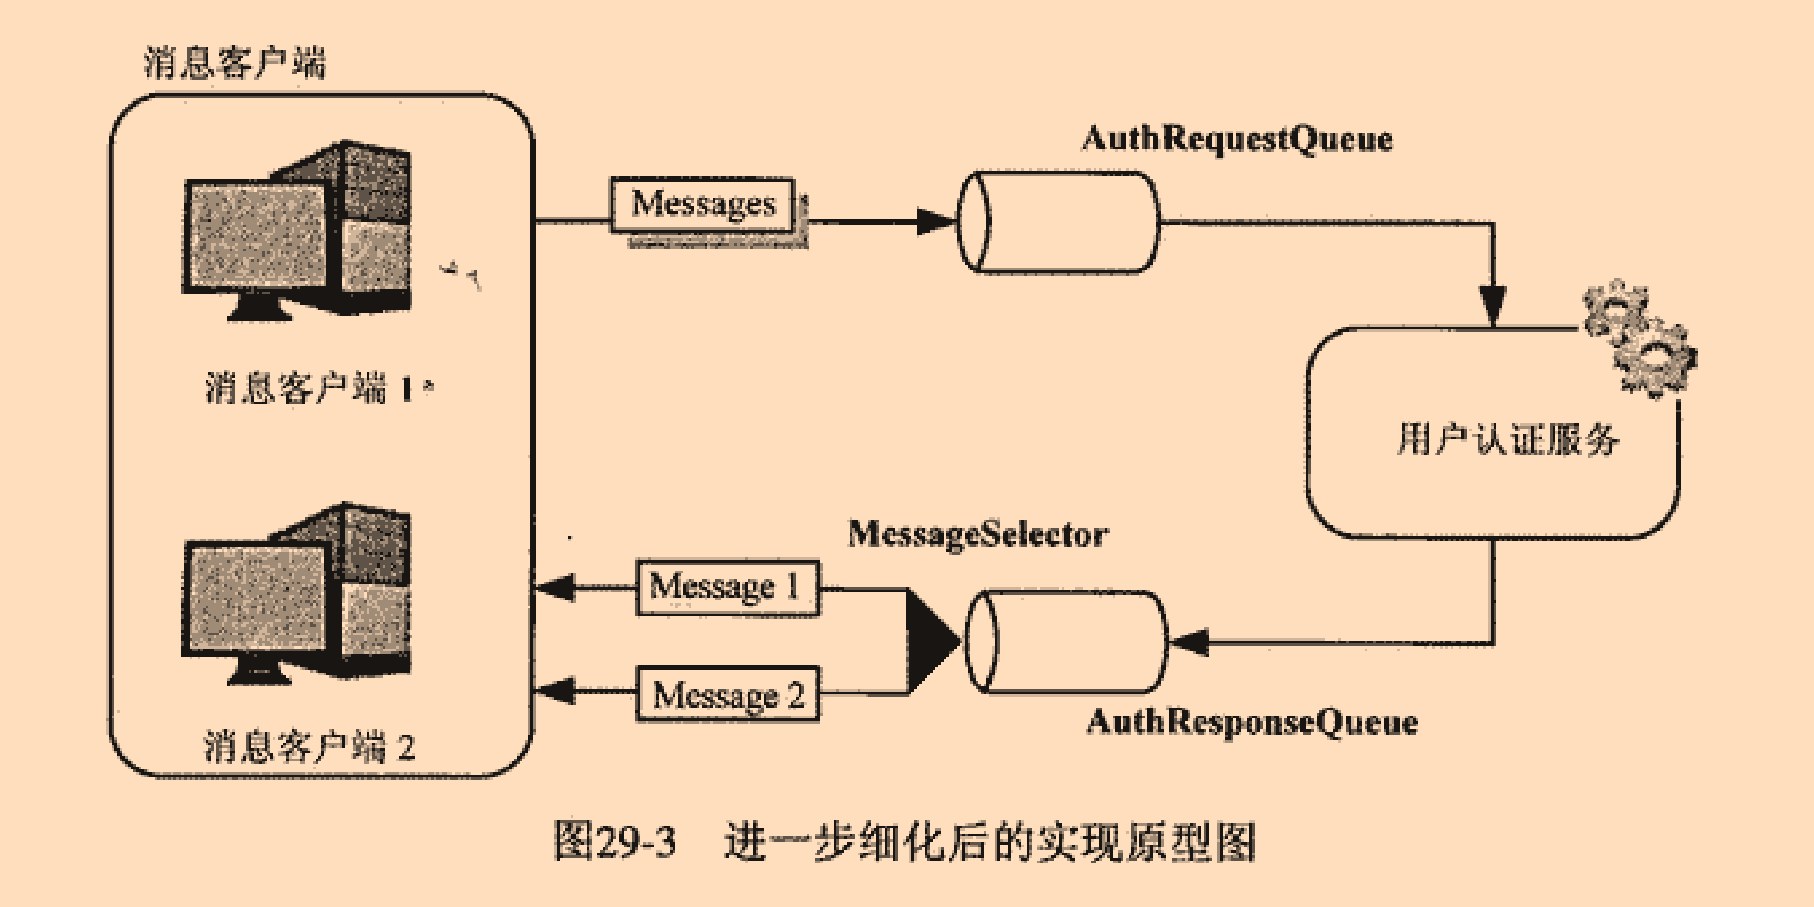 消息客户端
AuthRequestQueue
Messages
消息客户端 1
用户认证服务
MessageSelector
Message 1
Message 2
AuthResponseQueue
消息客户端 2
图29-3 进一步细化后的实现原型图